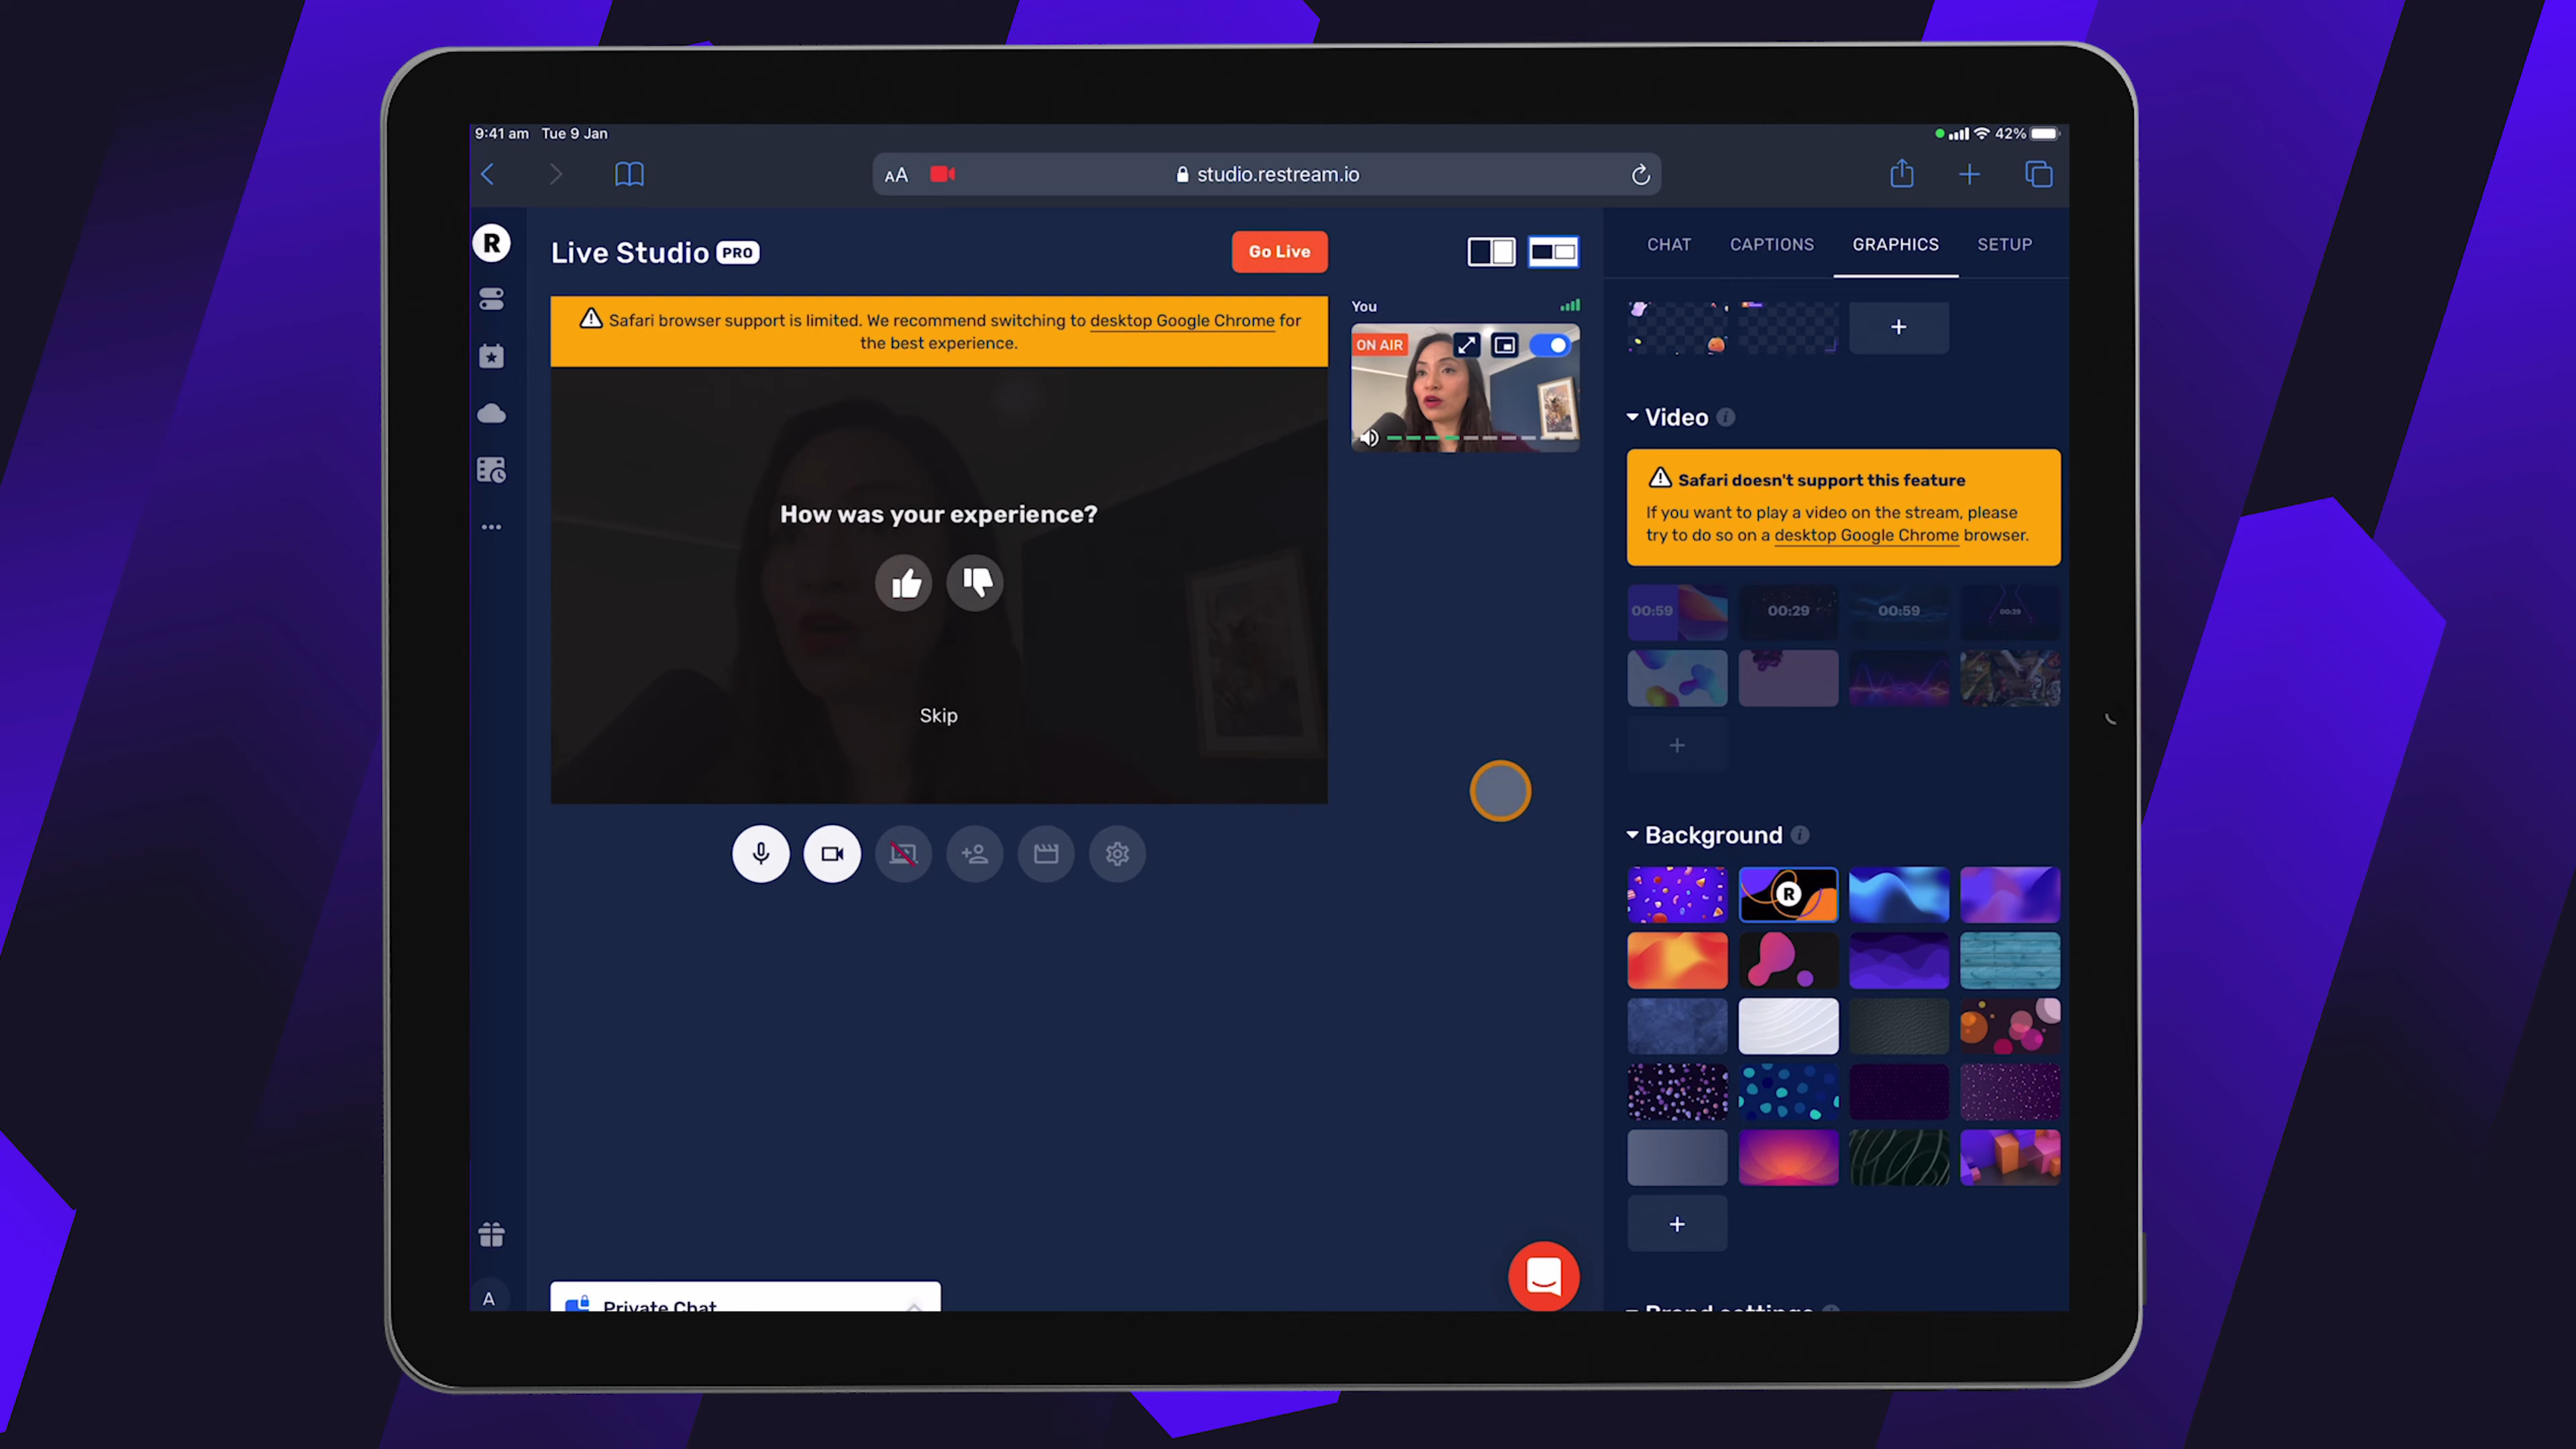 9:41 am Tue 9 Jan
42%
AA
studio.restream.io
R
Live Studio PRO
Go Live
CHAT CAPTIONS GRAPHICS SETUP
Safari browser support is limited. We recommend switching to desktop Google Chrome for
the best experience.
You
ON AIR
How was your experience?
Skip
Video
Safari doesn't support this feature
If you want to play a video on the stream, please
try to do so on a desktop Google Chrome browser.
00:59 00:29 00:59 00:29
Background
R
A
Private Chat
Brand settings